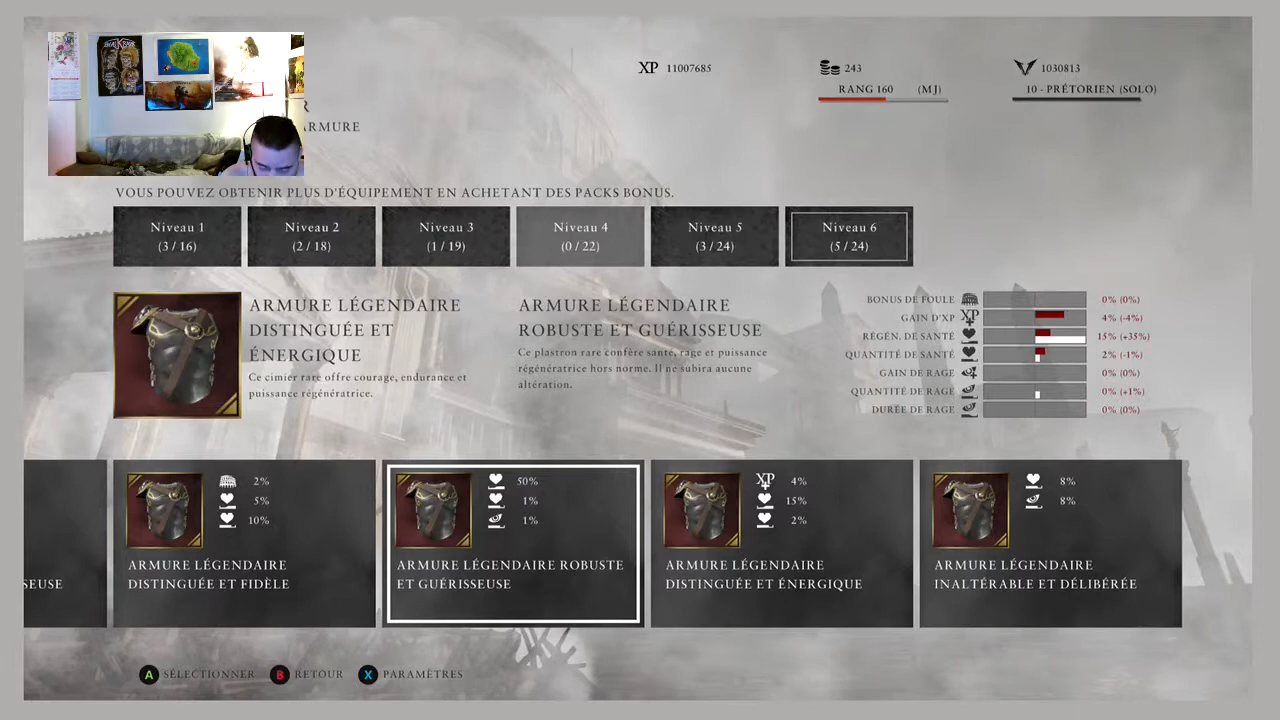 XP 11007685
243
1030813
RANG 160 (MJ)
10 - PRÉTORIEN (SOLO)
ARMURE
VOUS POUVEZ OBTENIR PLUS D'ÉQUIPEMENT EN ACHETANT DES PACKS BONUS.
Niveau 1
(3 / 16)
Niveau 2
(2 / 18)
Niveau 3
(1 / 19)
Niveau 4
(0 / 22)
Niveau 5
(3 / 24)
Niveau 6
(5 / 24)
ARMURE LÉGENDAIRE
DISTINGUÉE ET
ÉNERGIQUE
Ce cimier rare offre courage, endurance et
puissance régénératrice.
ARMURE LÉGENDAIRE
ROBUSTE ET GUÉRISSEUSE
Ce plastron rare confère santé, rage et puissance
régénératrice hors norme. Il ne subira aucune
altération.
BONUS DE FOULE 0% (0%)
GAIN D'XP XP 4% (-4%)
RÉGÉN. DE SANTÉ 15% (+35%)
QUANTITÉ DE SANTÉ 2% (-1%)
GAIN DE RAGE 0% (0%)
QUANTITÉ DE RAGE 0% (+1%)
DURÉE DE RAGE 0% (0%)
SEUSE
2%
5%
10%
ARMURE LÉGENDAIRE
DISTINGUÉE ET FIDÈLE
50%
1%
1%
ARMURE LÉGENDAIRE ROBUSTE
ET GUÉRISSEUSE
XP 4%
15%
2%
ARMURE LÉGENDAIRE
DISTINGUÉE ET ÉNERGIQUE
8%
8%
ARMURE LÉGENDAIRE
INALTÉRABLE ET DÉLIBÉRÉE
A SÉLECTIONNER B RETOUR X PARAMÈTRES